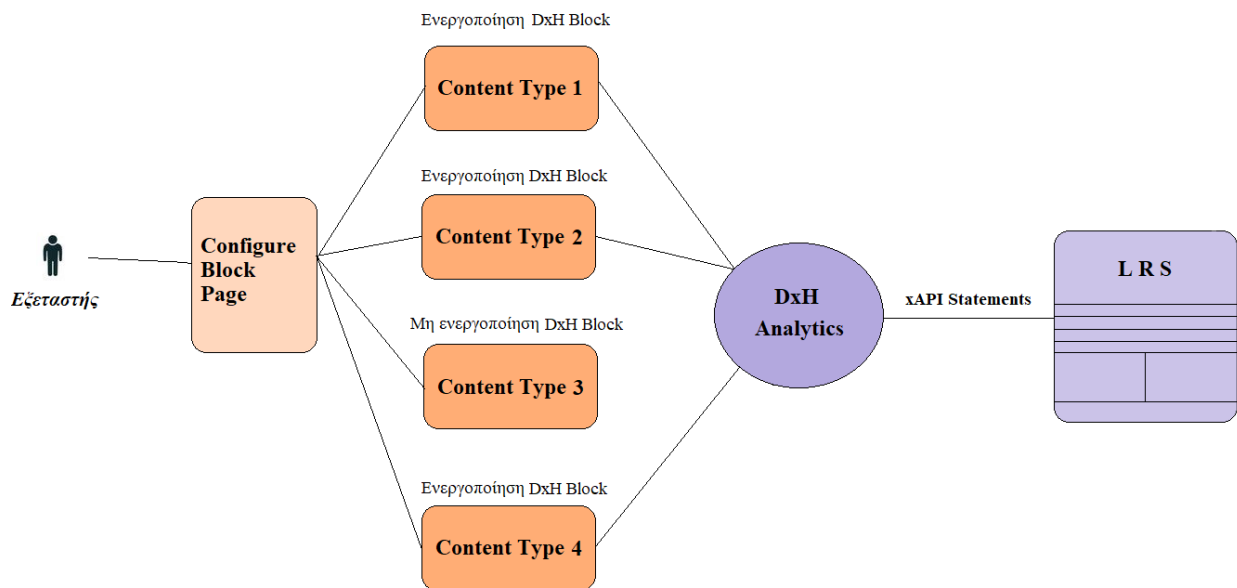 Ενεργοποίηση DxH Block
Content Type 1
Ενεργοποίηση DxH Block
Content Type 2
Configure
Block
Page
Εξεταστής
Μη ενεργοποίηση DxH Block
Content Type 3
Ενεργοποίηση DxH Block
Content Type 4
DxH
Analytics
xAPI Statements
L R S